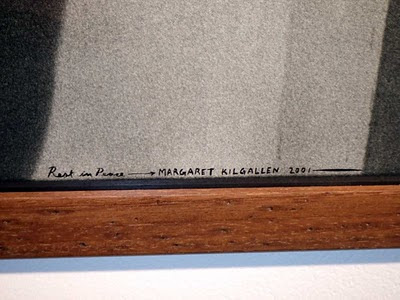 Rest in Peace → MARGARET KILGALLEN 2001